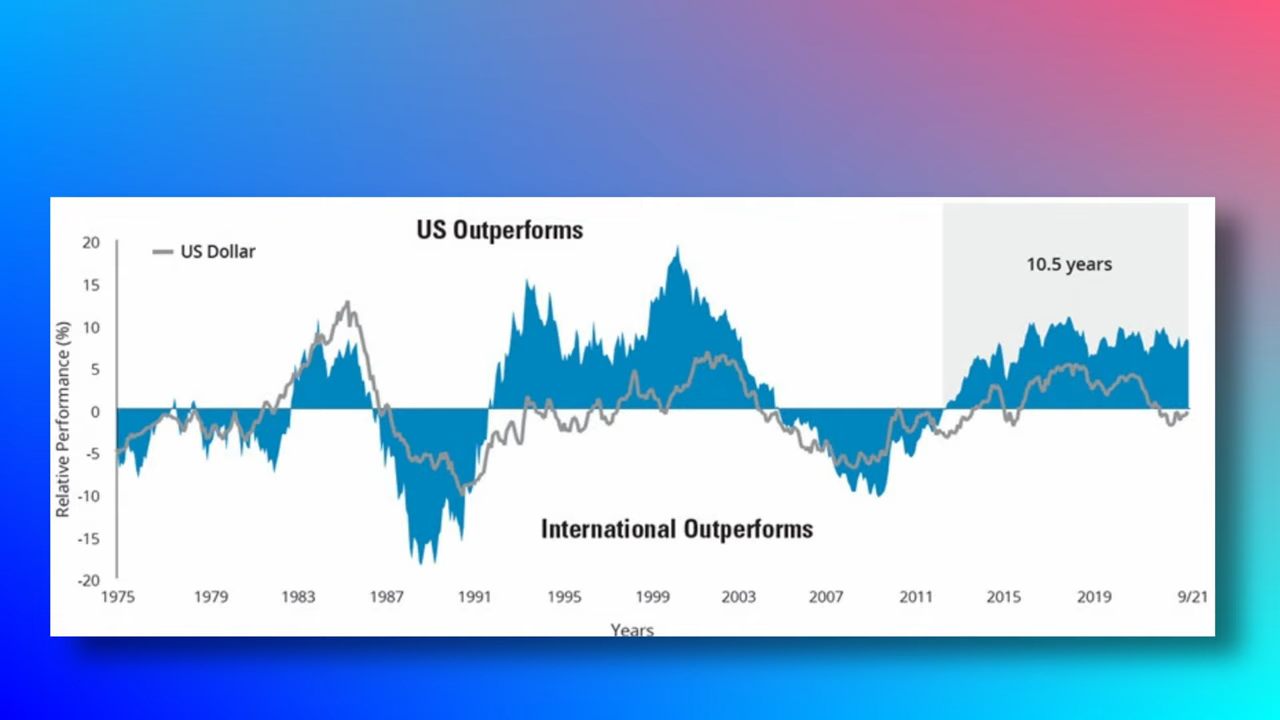 US Outperforms
US Dollar
10.5 years
International Outperforms
Relative Performance (%)
20
15
10
5
0
-5
-10
-15
-20
1975 1979 1983 1987 1991 1995 1999 2003 2007 2011 2015 2019 9/21
Years